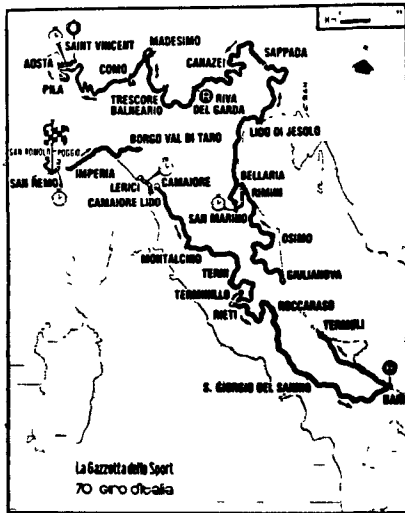 SAINT VINCENT
MADESIMO
SAPPADA
AOSTA
CANAZEI
COMO
PILA
TRESCORE
BALNEARIO
RIVA
DEL GARDA
LIDO DI JESOLO
BORGO VAL DI TARO
SAN ROMOLO
POGGIO
IMPERIA
BELLARIA
RIMINI
SAN REMO
LERICI
CAMAIORE
CAMAIORE LIDO
SAN MARINO
OSIMO
MONTALCINO
TERNI
GIULIANOVA
TERMINILLO
RIETI
ROCCARASO
TERMOLI
S. GIORGIO DEL SANNIO
BARI
La Gazzetta dello Sport
70 Giro d'Italia